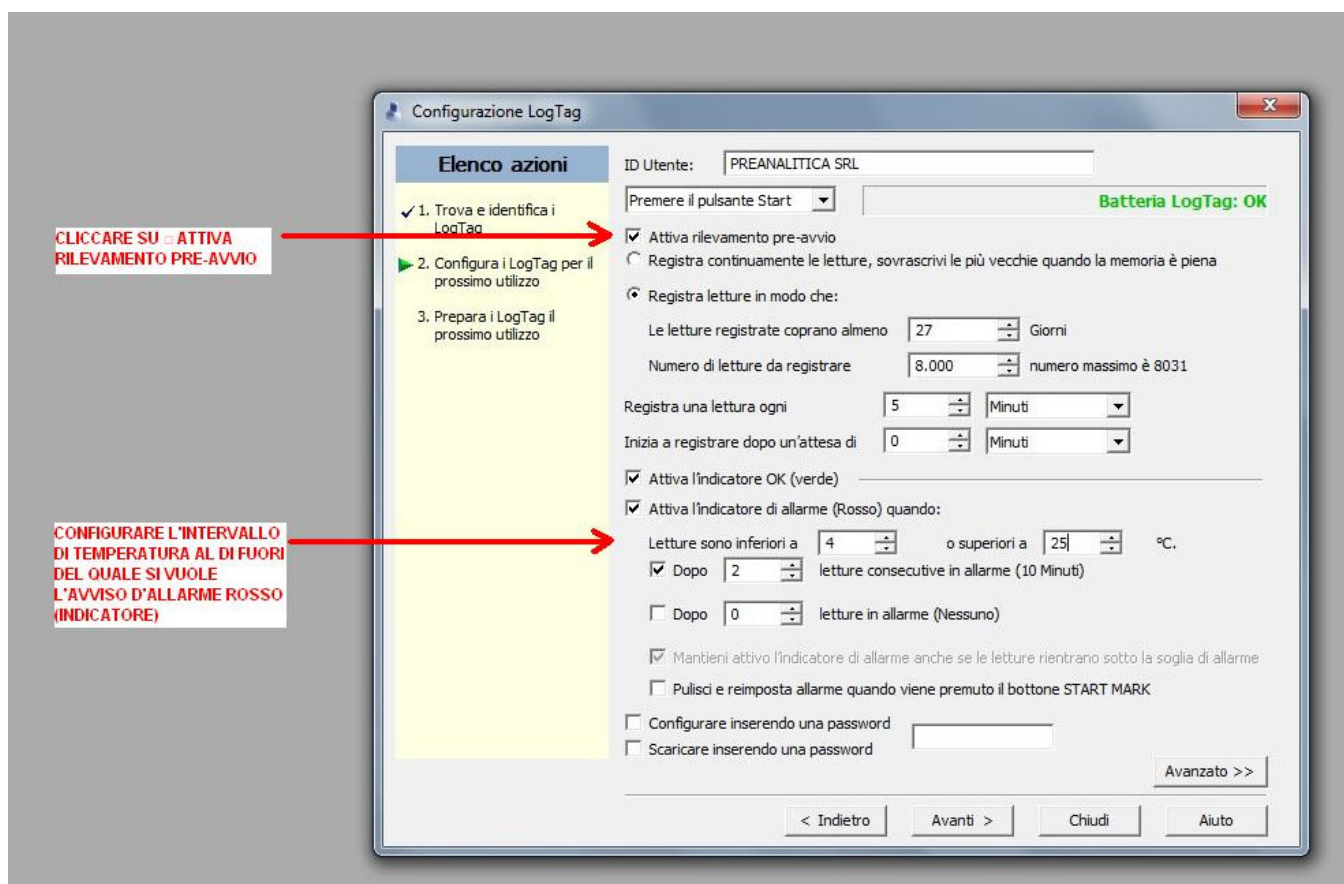 Configurazione LogTag
X
Elenco azioni
1. Trova e identifica i
LogTag
2. Configura i LogTag per il
prossimo utilizzo
3. Prepara i LogTag il
prossimo utilizzo
CLICCARE SU □ ATTIVA
RILEVAMENTO PRE-AVVIO
CONFIGURARE L'INTERVALLO
DI TEMPERATURA AL DI FUORI
DEL QUALE SI VUOLE
L'AVVISO D'ALLARME ROSSO
(INDICATORE)
ID Utente: PREANALITICA SRL
Premere il pulsante Start Batteria LogTag: OK
Attiva rilevamento pre-avvio
Registra continuamente le letture, sovrascrivi le più vecchie quando la memoria è piena
Registra letture in modo che:
Le letture registrate coprano almeno 27 Giorni
Numero di letture da registrare 8.000 numero massimo è 8031
Registra una lettura ogni 5 Minuti
Inizia a registrare dopo un'attesa di 0 Minuti
Attiva l'indicatore OK (verde)
Attiva l'indicatore di allarme (Rosso) quando:
Letture sono inferiori a 4 o superiori a 25 ºC.
Dopo 2 letture consecutive in allarme (10 Minuti)
Dopo 0 letture in allarme (Nessuno)
Mantieni attivo l'indicatore di allarme anche se le letture rientrano sotto la soglia di allarme
Pulisci e reimposta allarme quando viene premuto il bottone START MARK
Configurare inserendo una password
Scaricare inserendo una password
Avanzato >>
< Indietro Avanti > Chiudi Aiuto